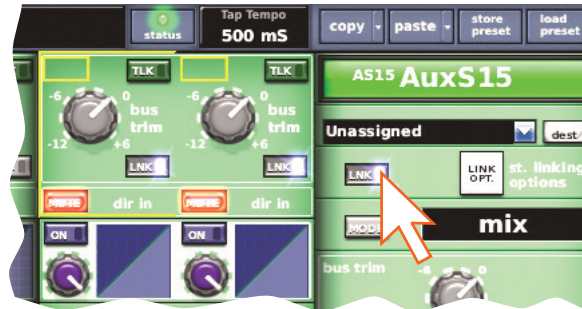 status
Tap Tempo
500 mS
copy
paste
store
preset
load
preset
TLK
TLK
AS15 AuxS15
-6
0
bus
trim
-12
+6
-6
0
bus
trim
-12
+6
Unassigned
dest
LNK
LNK
LNK
LINK
OPT.
st. linking
options
MUTE
dir in
MUTE
dir in
MOD
mix
ON
ON
bus trim
-6
0